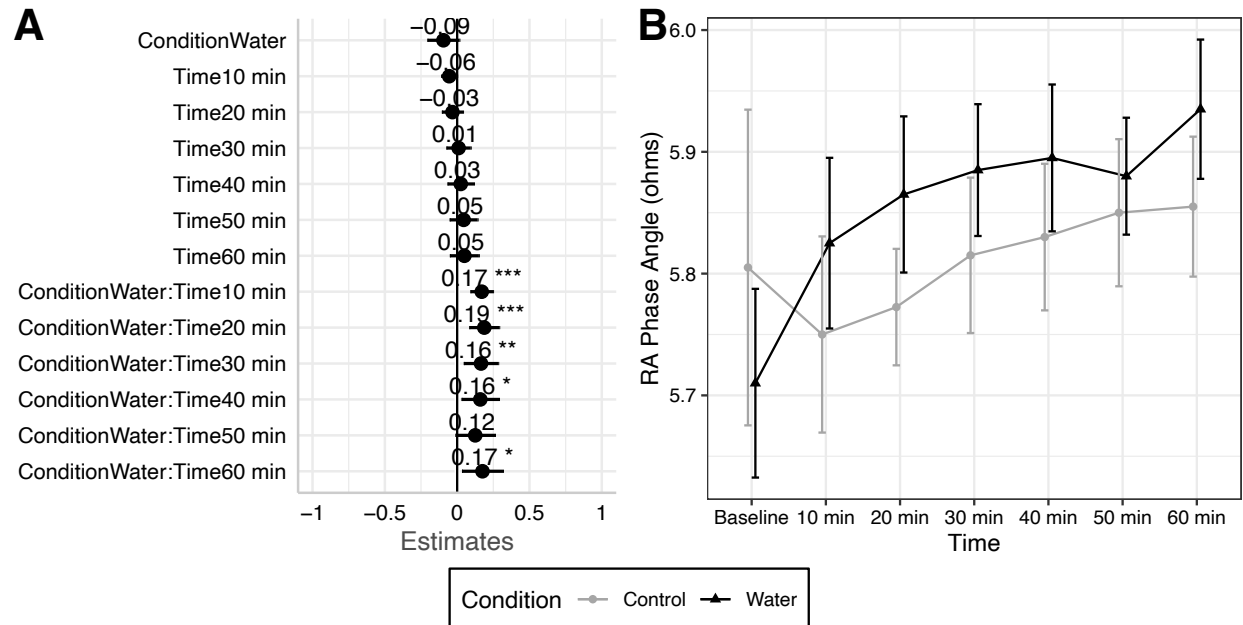 A
ConditionWater −0.09
Time10 min −0.06
Time20 min −0.03
Time30 min 0.01
Time40 min 0.03
Time50 min 0.05
Time60 min 0.05
ConditionWater:Time10 min 0.17 ***
ConditionWater:Time20 min 0.19 ***
ConditionWater:Time30 min 0.16 **
ConditionWater:Time40 min 0.16 *
ConditionWater:Time50 min 0.12
ConditionWater:Time60 min 0.17 *
−1 −0.5 0 0.5 1
Estimates
B
RA Phase Angle (ohms)
6.0
5.9
5.8
5.7
Baseline 10 min 20 min 30 min 40 min 50 min 60 min
Time
Condition Control Water